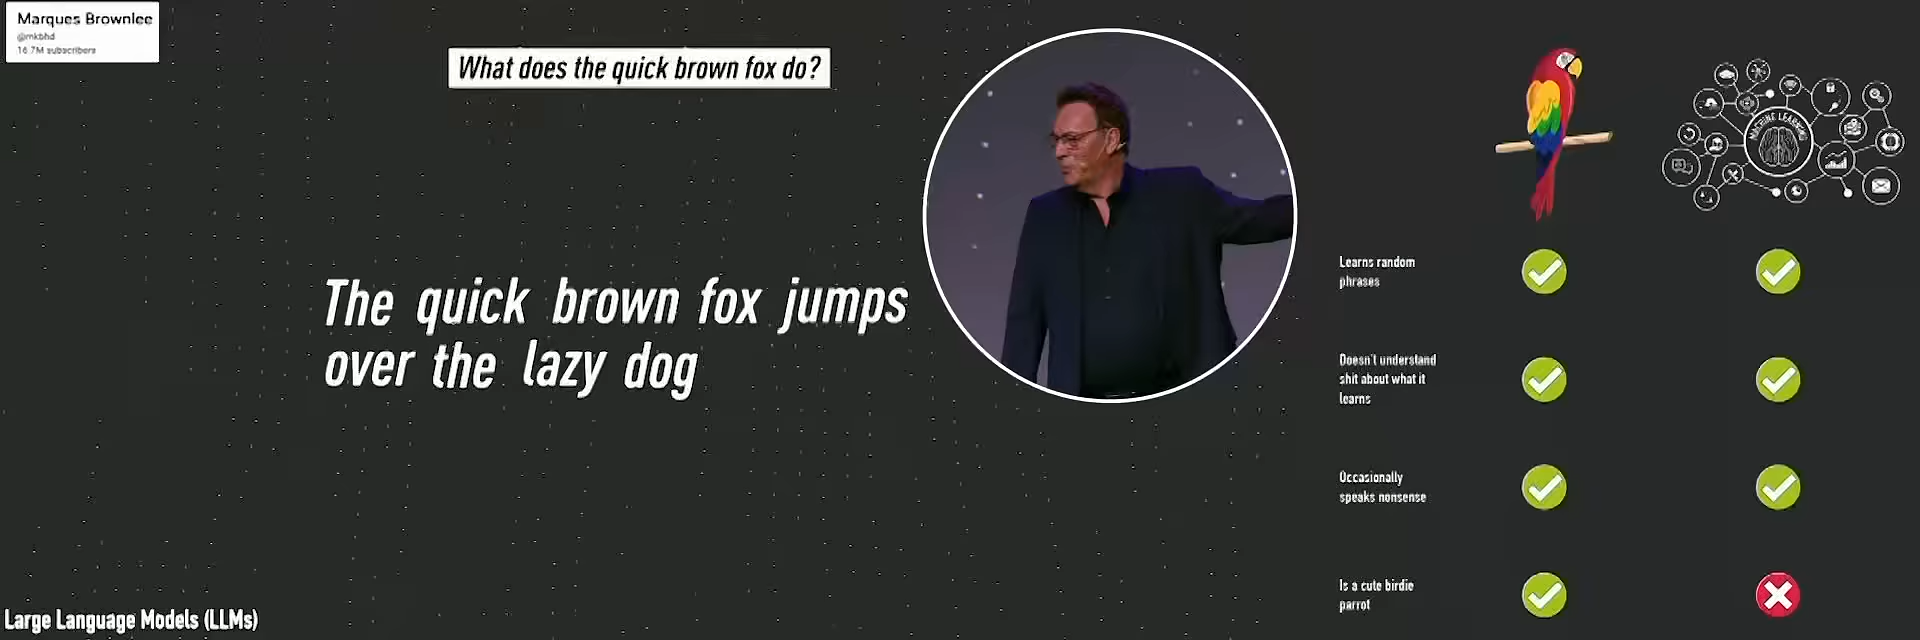 Marques Brownlee
@mkbhd
16.7M subscribers
What does the quick brown fox do?
The quick brown fox jumps
over the lazy dog
Large Language Models (LLMs)
MACHINE LEARNING
Learns random
phrases
Doesn't understand
shit about what it
learns
Occasionally
speaks nonsense
Is a cute birdie
parrot